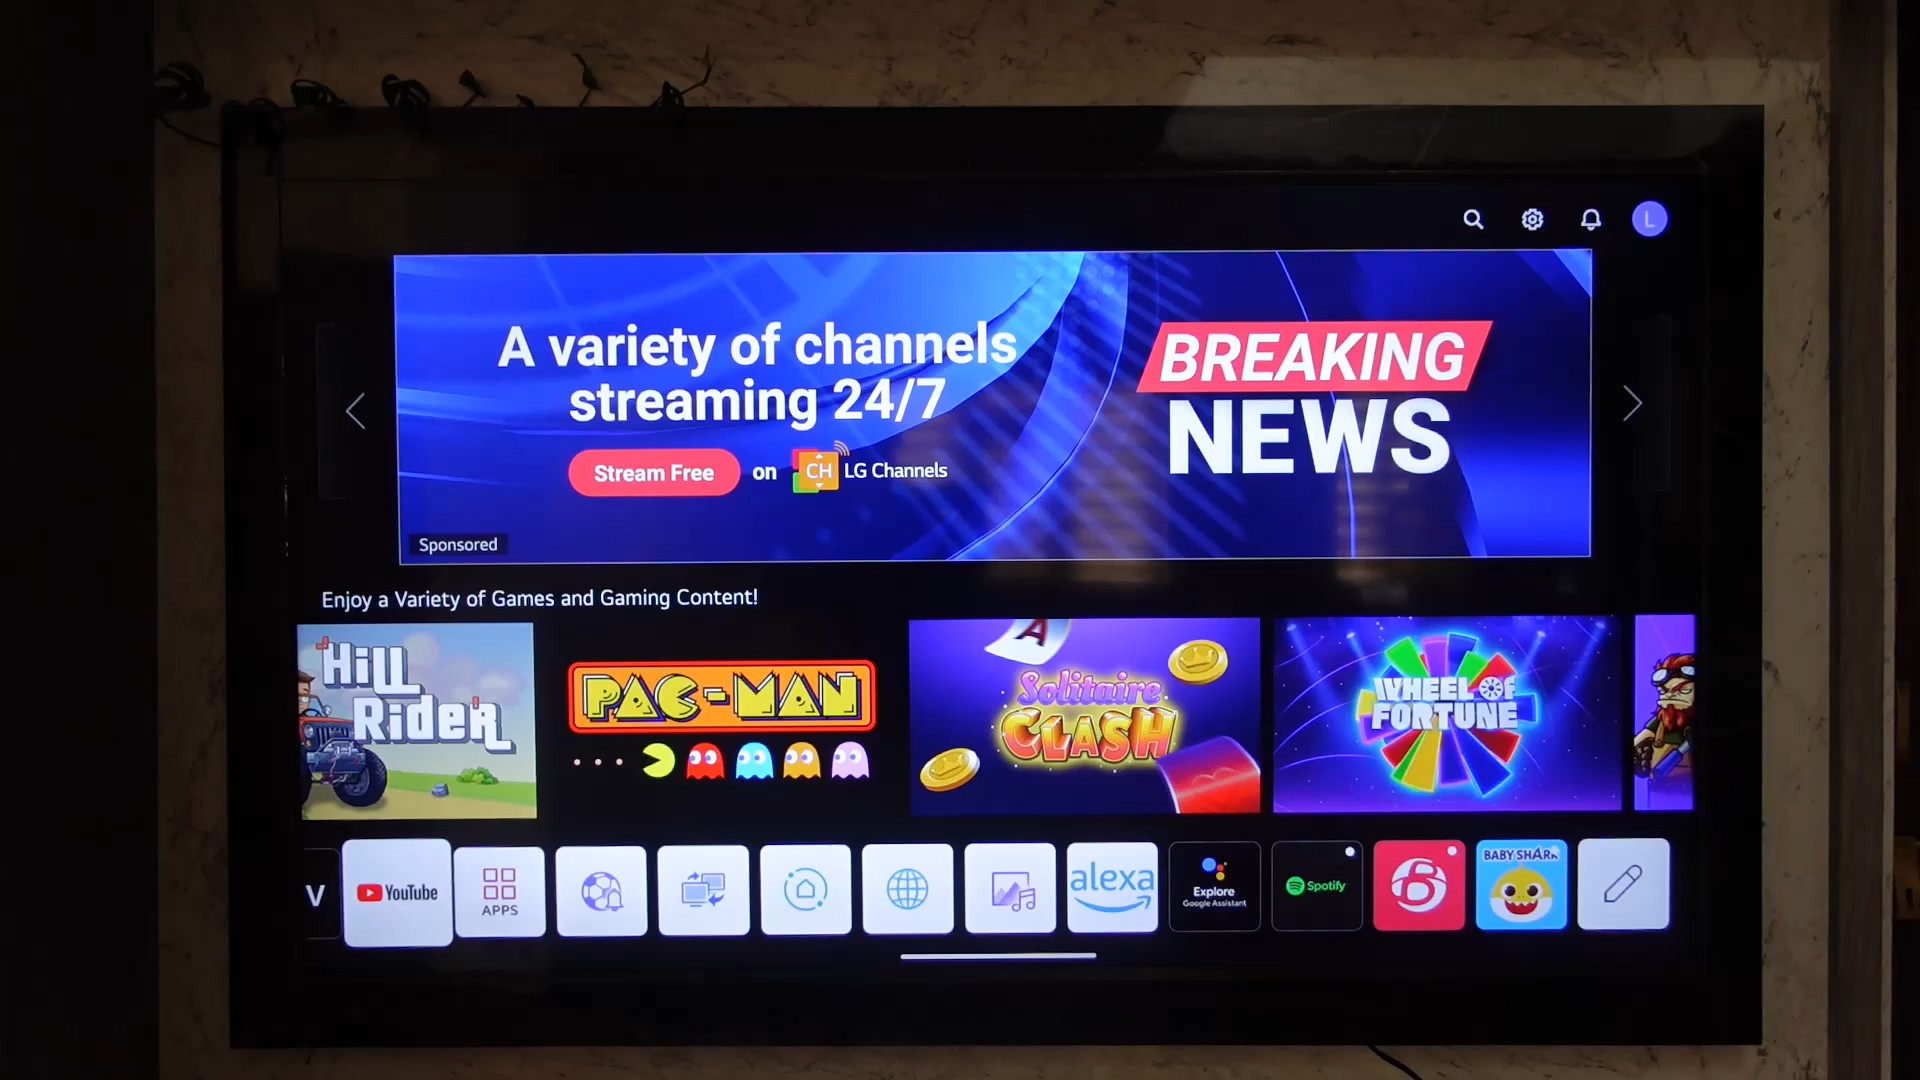 L
A variety of channels
streaming 24/7
Stream Free on CH LG Channels
BREAKING
NEWS
Sponsored
Enjoy a Variety of Games and Gaming Content!
Hill
Rider
PAC-MAN
A
Solitaire
CLASH
WHEEL OF
FORTUNE
V
YouTube
APPS
alexa
Explore
Google Assistant
Spotify
B
BABY SHARK